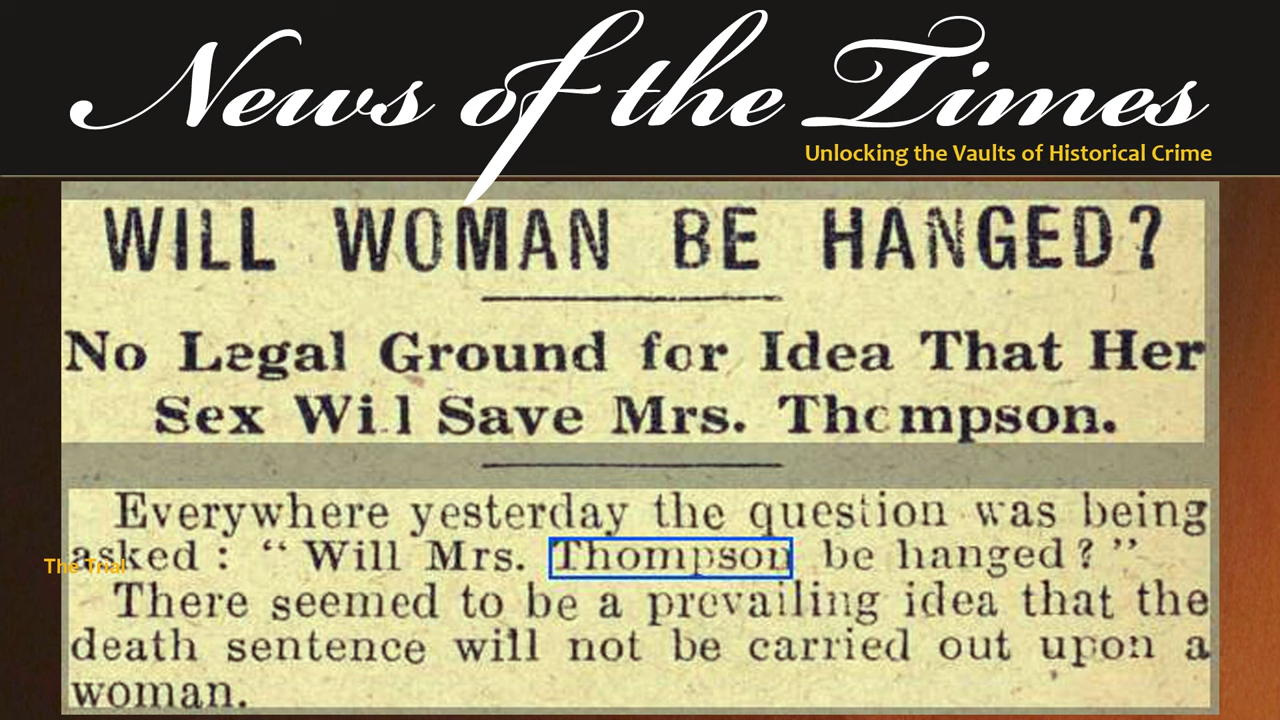 News of the Times
Unlocking the Vaults of Historical Crime
WILL WOMAN BE HANGED?
No Legal Ground for Idea That Her
Sex Will Save Mrs. Thompson.
Everywhere yesterday the question was being
asked : “ Will Mrs. Thompson be hanged ? ”
The Trial
There seemed to be a prevailing idea that the
death sentence will not be carried out upon a
woman.